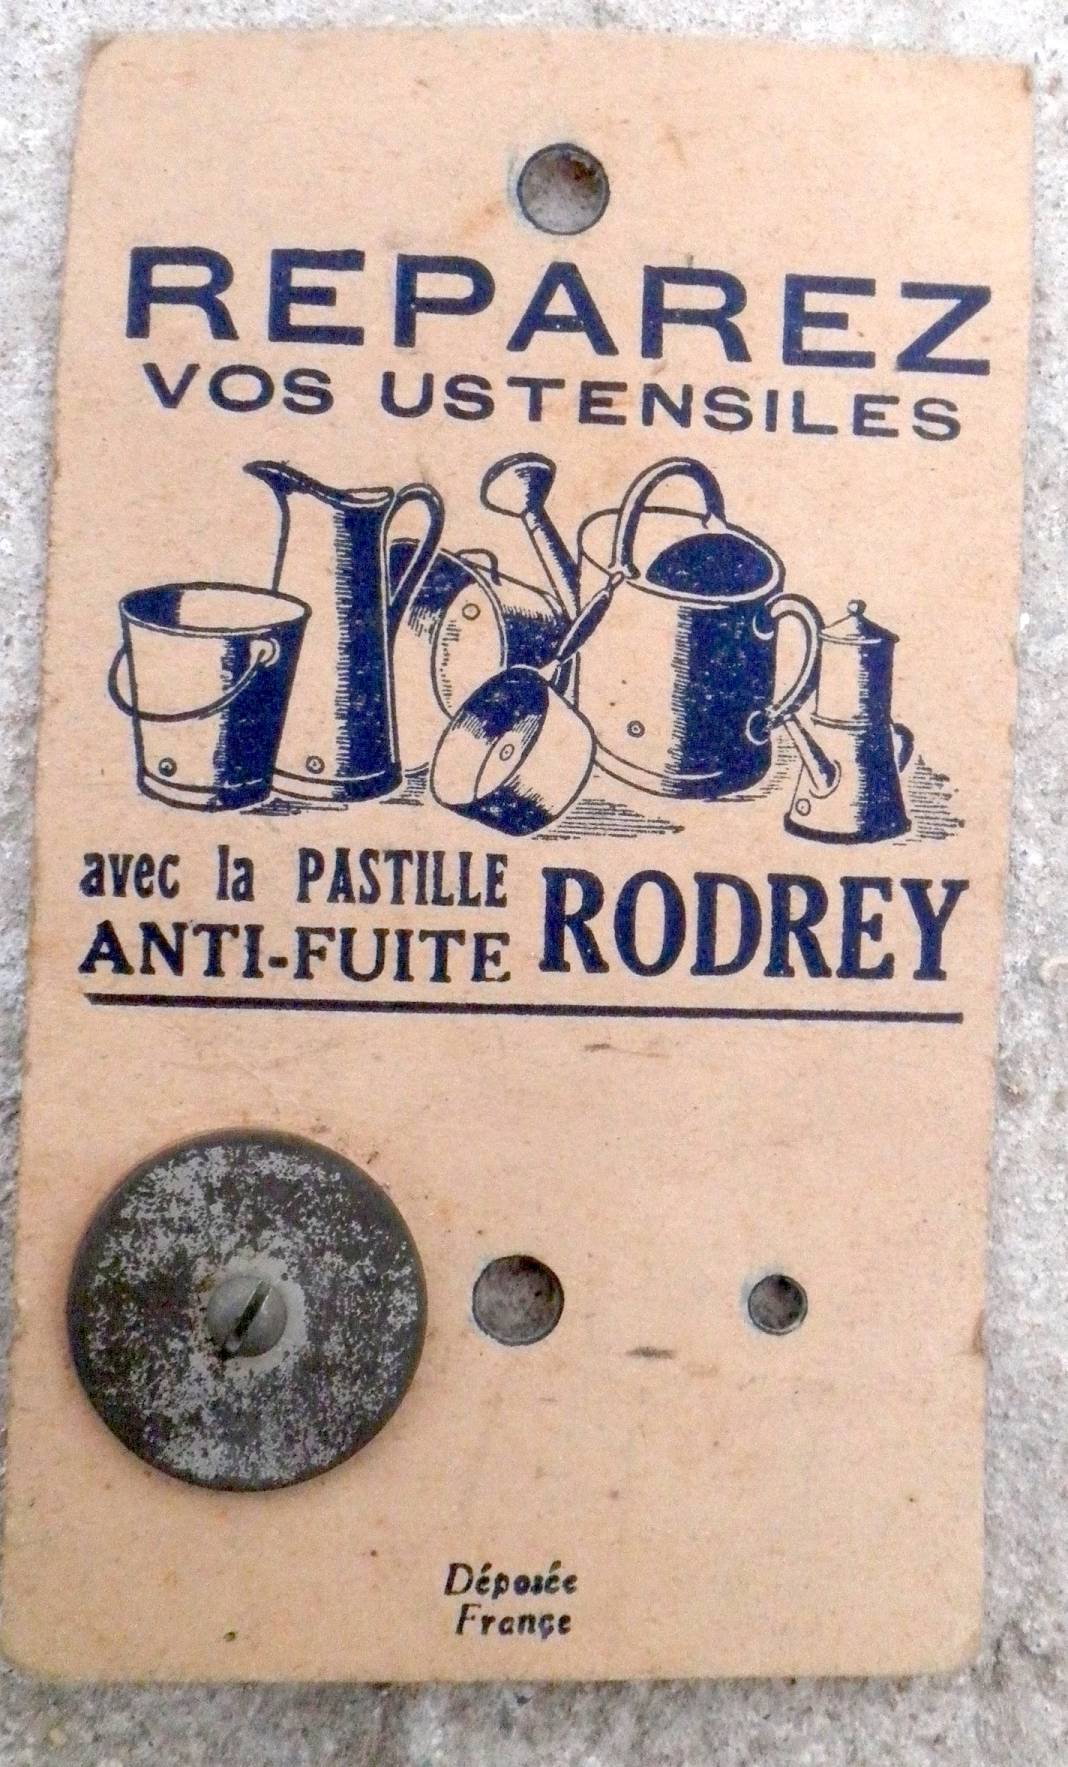 REPAREZ
VOS USTENSILES
avec la PASTILLE
ANTI-FUITE RODREY
Déposée
France